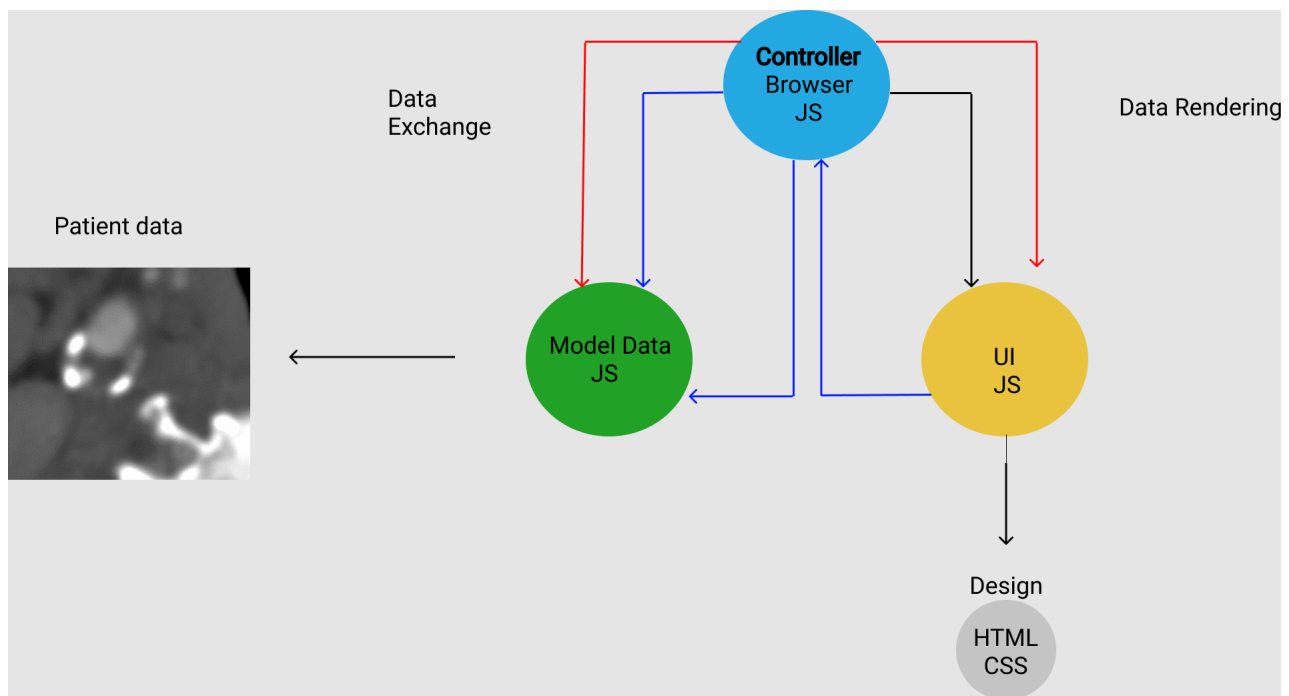 Controller
Browser
JS
Data
Exchange
Data Rendering
Patient data
Model Data
JS
UI
JS
Design
HTML
CSS